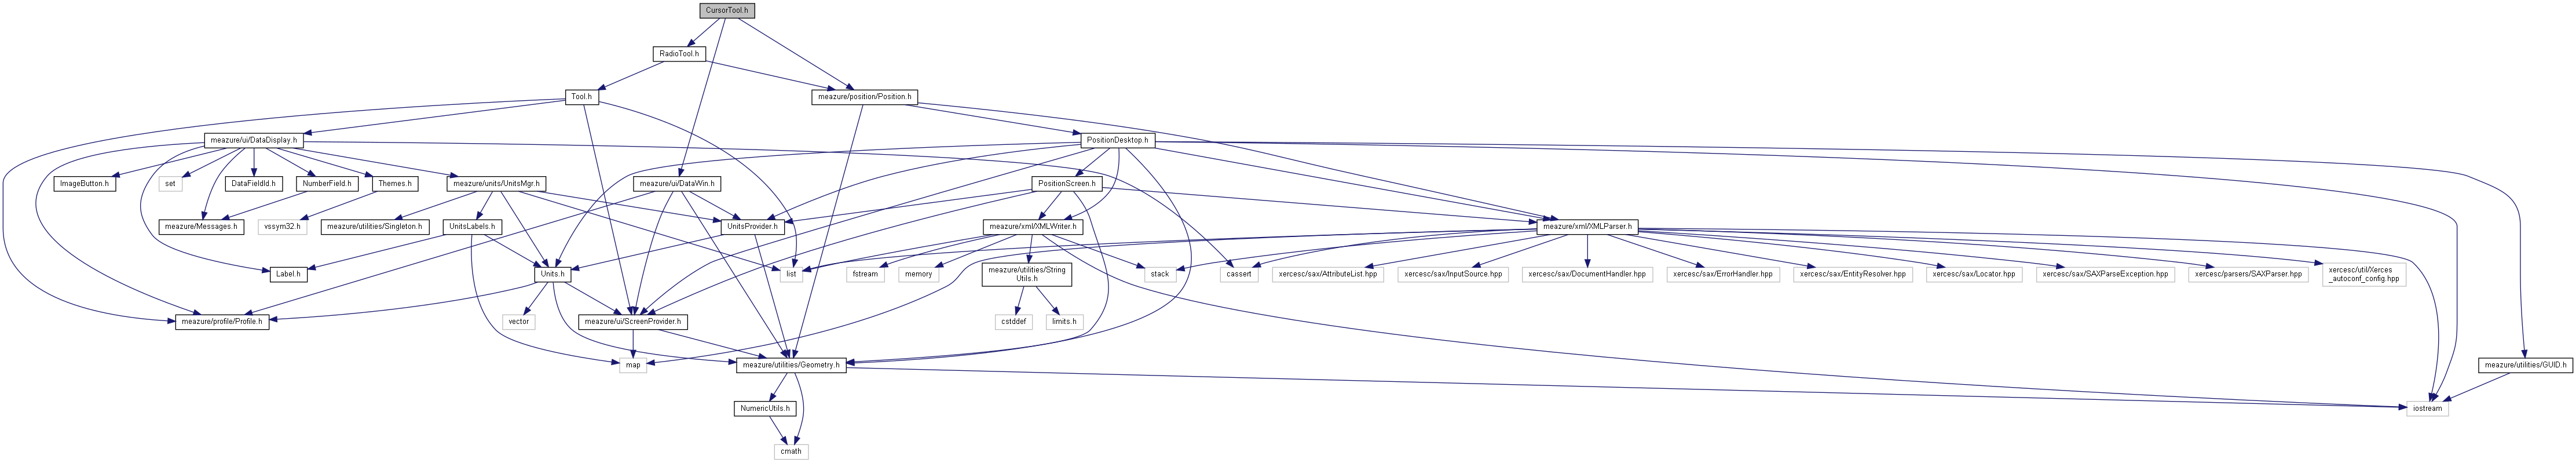 CursorTool.h
RadioTool.h
Tool.h
meazure/position/Position.h
meazure/ui/DataDisplay.h
PositionDesktop.h
ImageButton.h
set
DataFieldId.h
NumberField.h
Themes.h
meazure/units/UnitsMgr.h
meazure/ui/DataWin.h
PositionScreen.h
meazure/Messages.h
vssym32.h
meazure/utilities/Singleton.h
UnitsLabels.h
UnitsProvider.h
meazure/xml/XMLWriter.h
meazure/xml/XMLParser.h
Label.h
Units.h
list
fstream
memory
meazure/utilities/String
Utils.h
stack
cassert
xercesc/sax/AttributeList.hpp
xercesc/sax/InputSource.hpp
xercesc/sax/DocumentHandler.hpp
xercesc/sax/ErrorHandler.hpp
xercesc/sax/EntityResolver.hpp
xercesc/sax/Locator.hpp
xercesc/sax/SAXParseException.hpp
xercesc/parsers/SAXParser.hpp
xercesc/util/Xerces
_autoconf_config.hpp
meazure/profile/Profile.h
vector
meazure/ui/ScreenProvider.h
cstddef
limits.h
map
meazure/utilities/Geometry.h
meazure/utilities/GUID.h
NumericUtils.h
iostream
cmath